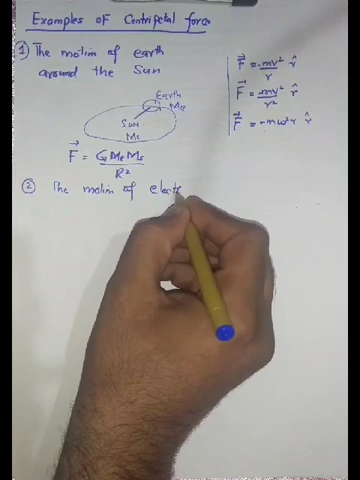 Examples of Centripetal force
① The motion of earth
around the Sun
Earth
Me
Sun
Ms
F⃗ = G Me Ms / R²
② The motion of elect
F⃗ = -mv²/r r̂
F⃗ = -mv²/r² r̂
F⃗ = -mω²r r̂